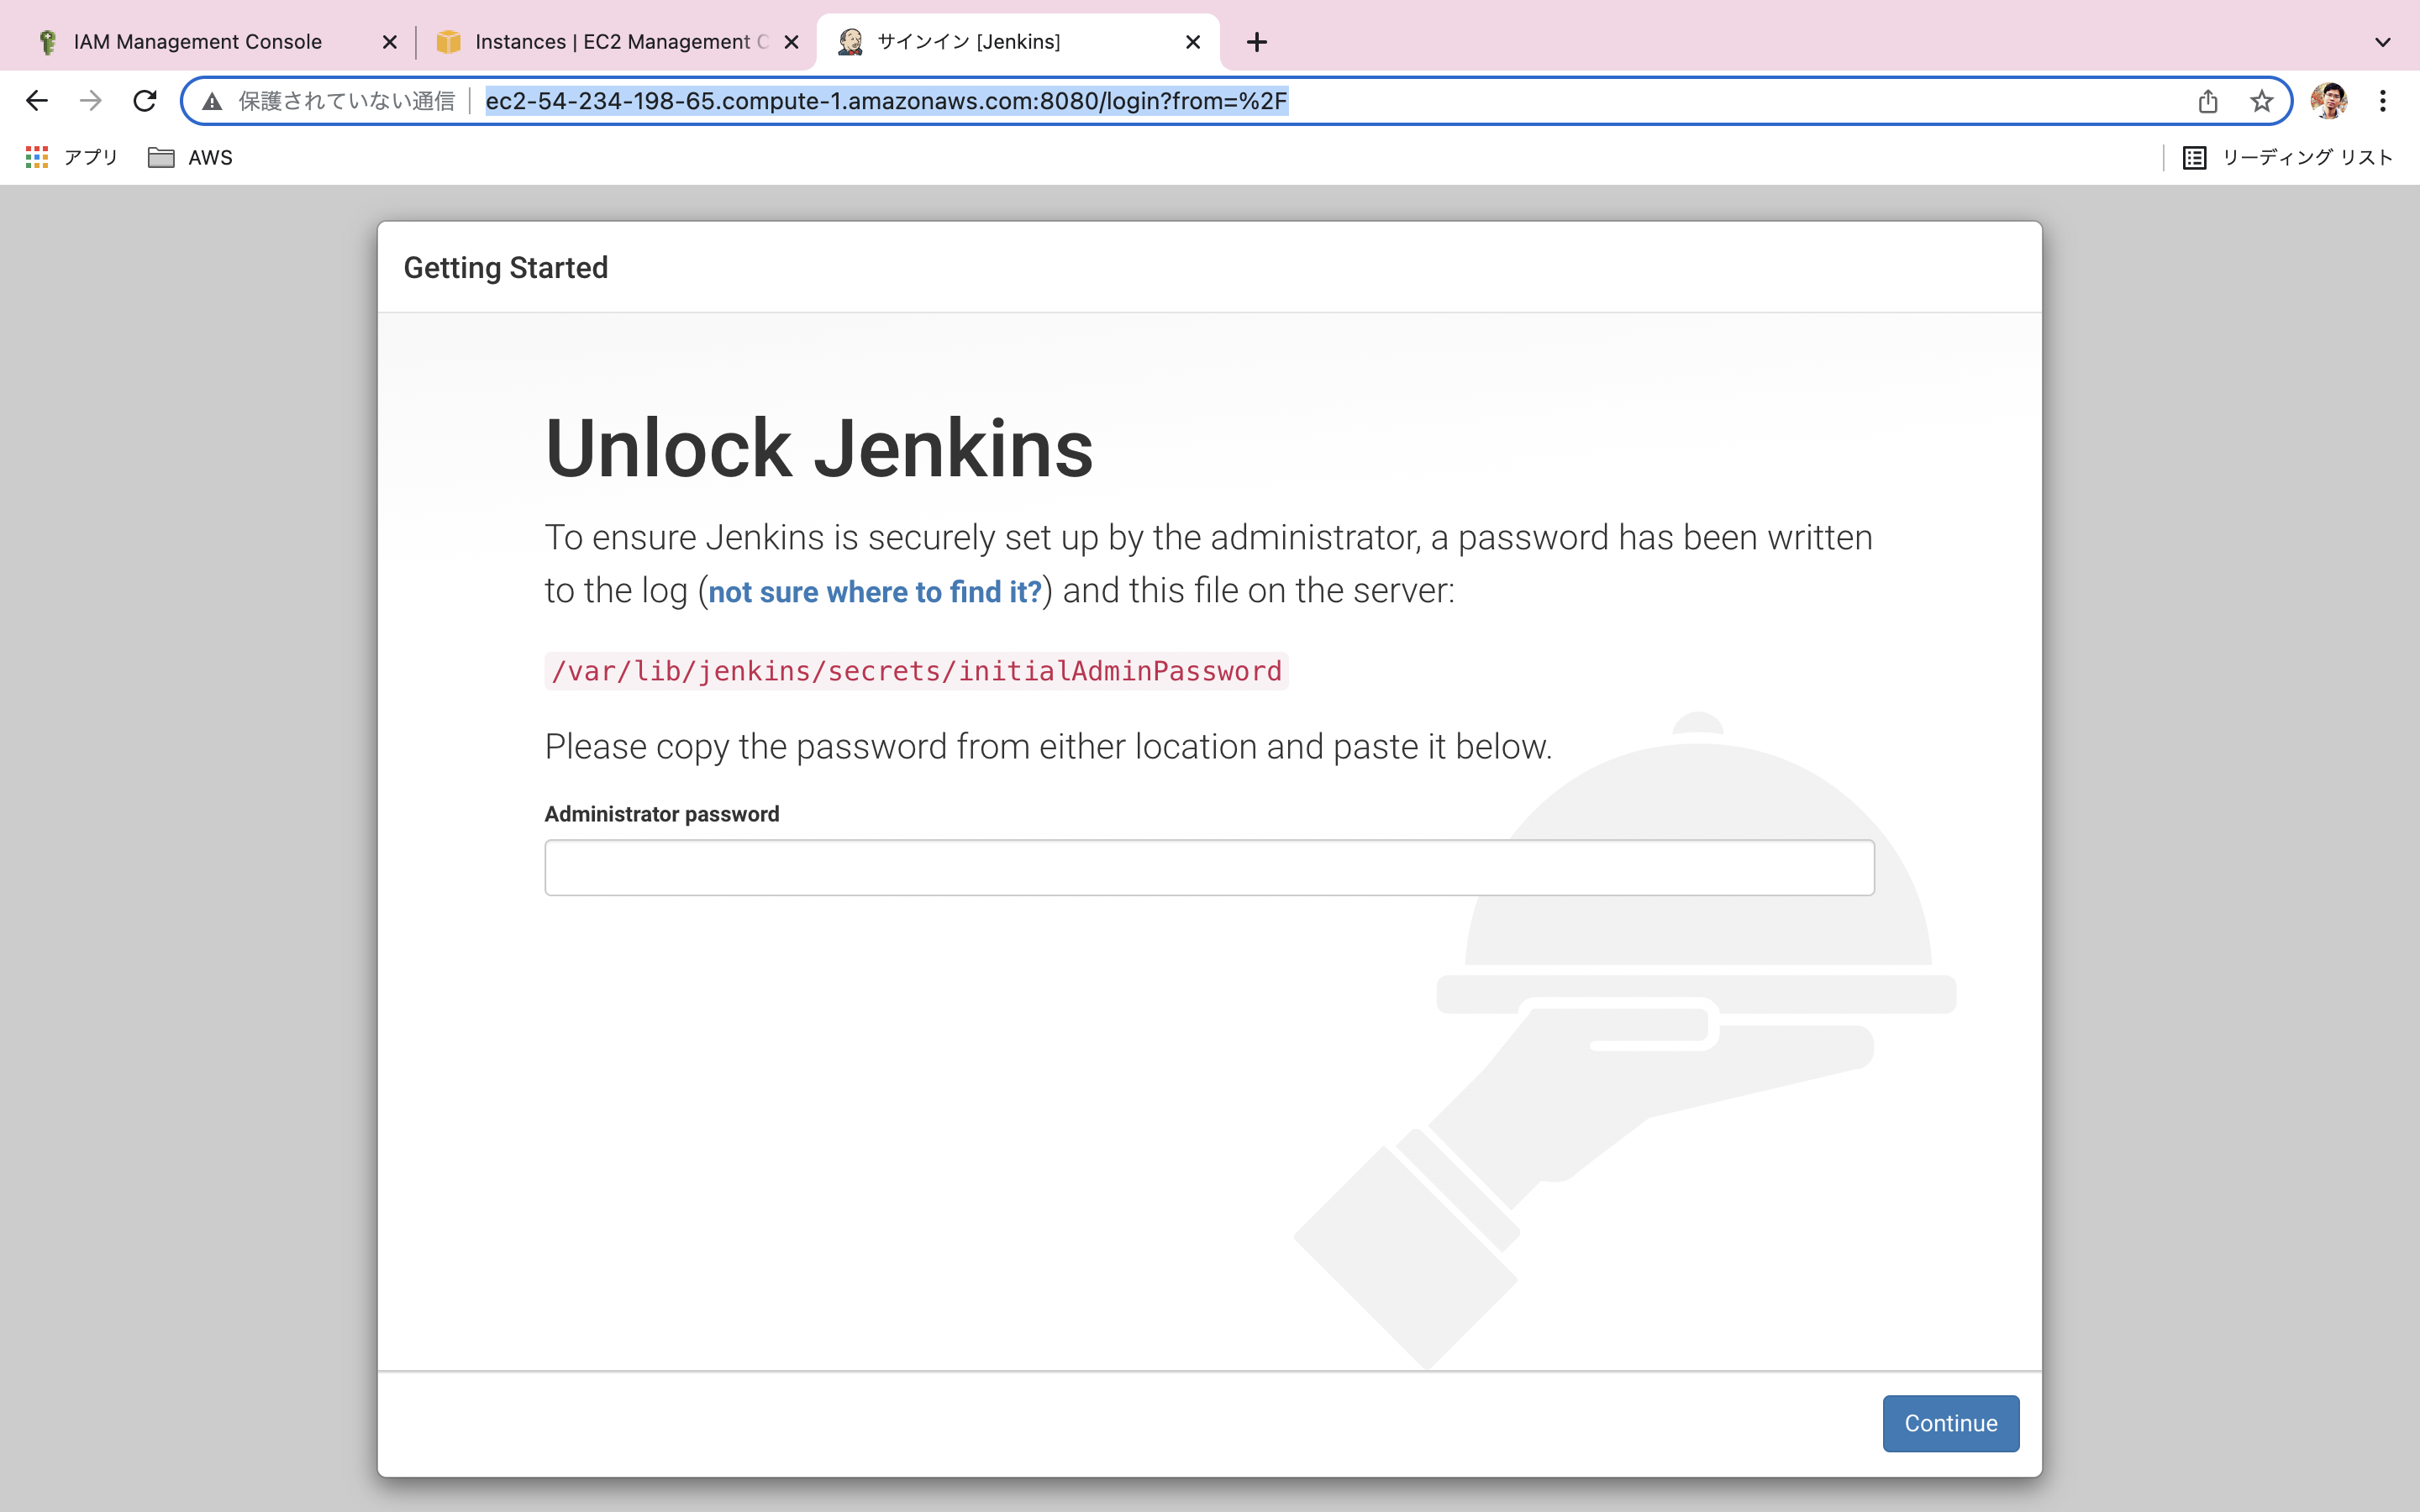 IAM Management Console
Instances | EC2 Management C
サインイン [Jenkins]
保護されていない通信
ec2-54-234-198-65.compute-1.amazonaws.com:8080/login?from=%2F
アプリ
AWS
リーディング リスト
Getting Started
Unlock Jenkins
To ensure Jenkins is securely set up by the administrator, a password has been written
to the log (not sure where to find it?) and this file on the server:
/var/lib/jenkins/secrets/initialAdminPassword
Please copy the password from either location and paste it below.
Administrator password
Continue